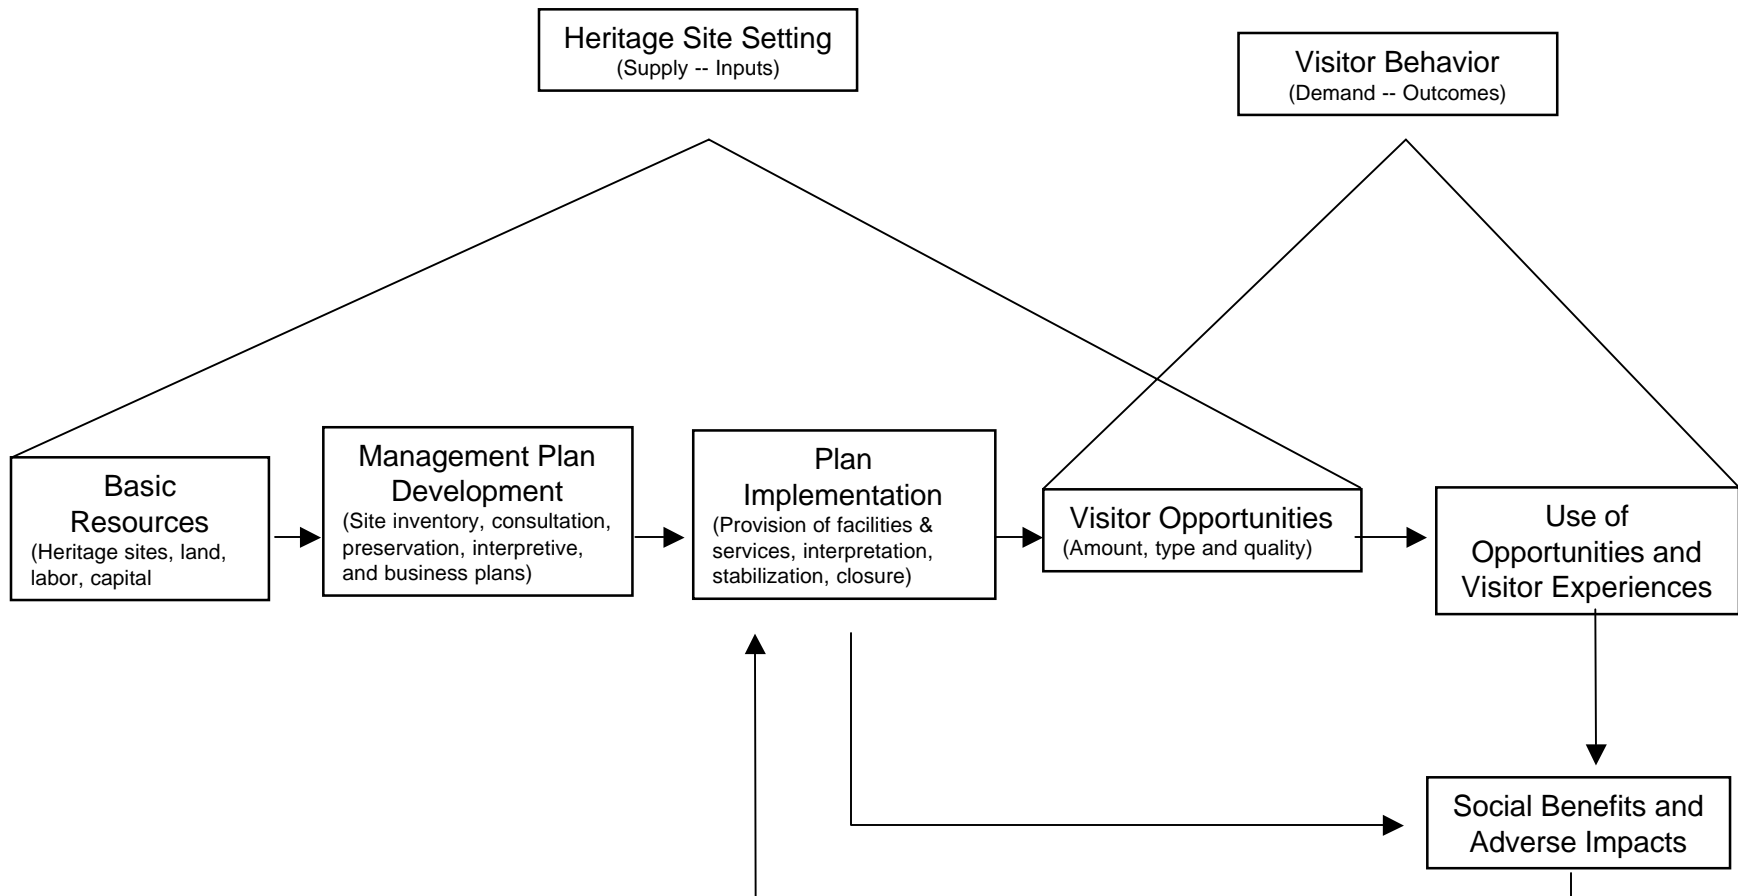 Heritage Site Setting
(Supply -- Inputs)
Visitor Behavior
(Demand -- Outcomes)
Basic
Resources
(Heritage sites, land,
labor, capital
Management Plan
Development
(Site inventory, consultation,
preservation, interpretive,
and business plans)
Plan
Implementation
(Provision of facilities &
services, interpretation,
stabilization, closure)
Visitor Opportunities
(Amount, type and quality)
Use of
Opportunities and
Visitor Experiences
Social Benefits and
Adverse Impacts